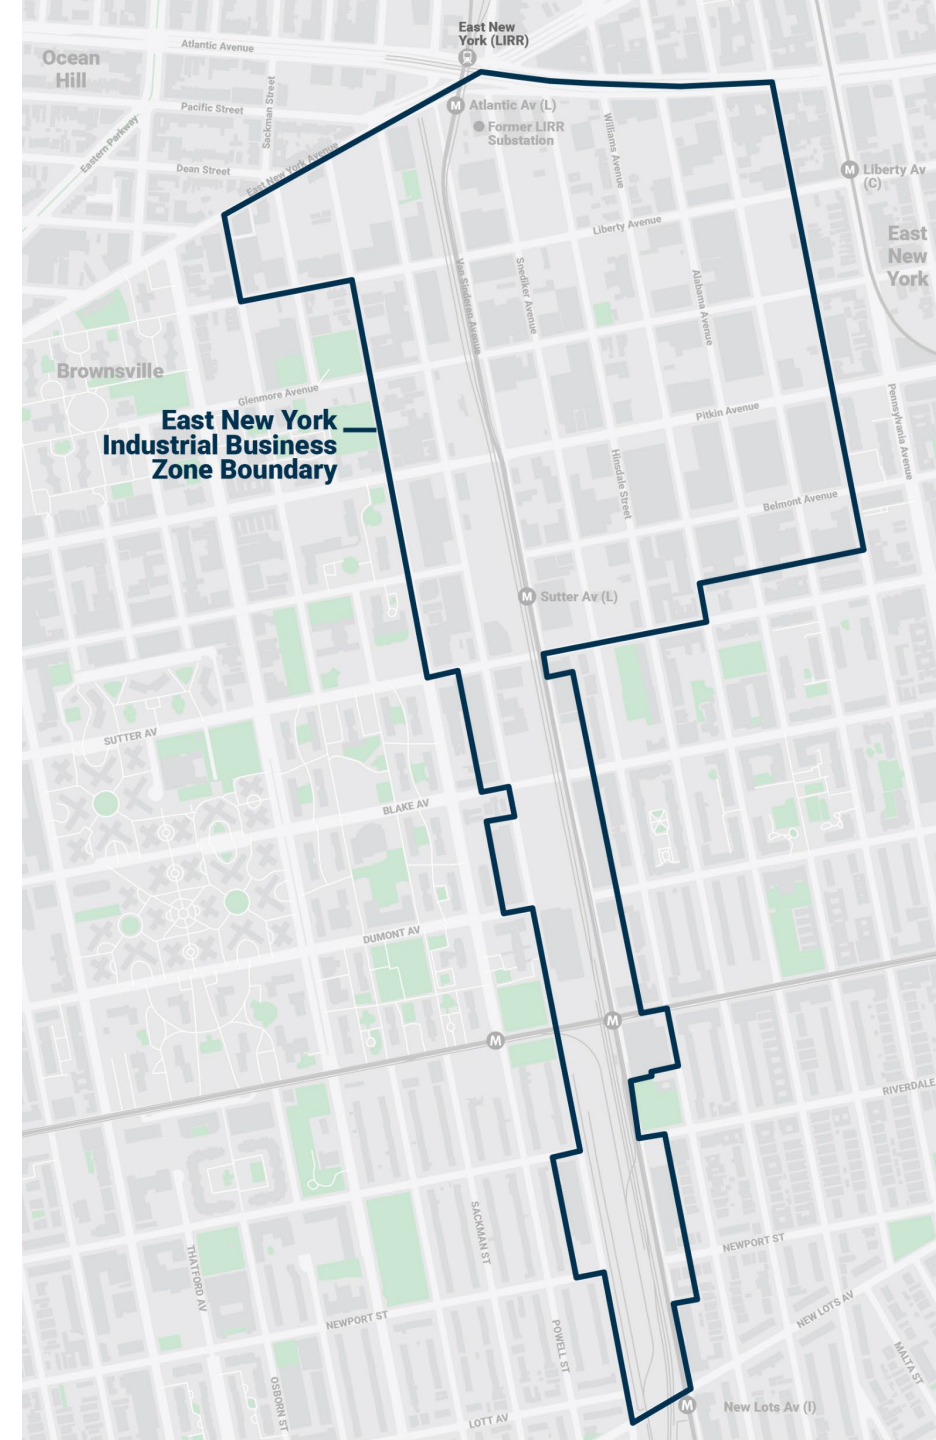 East New
York (LIRR)
Atlantic Avenue
Ocean
Hill
Sackman Street
Pacific Street
M
Atlantic Av (L)
Former LIRR
Substation
Williams Avenue
Eastern Parkway
Dean Street
East New York Avenue
M
Liberty Av
(C)
Liberty Avenue
East
New
York
Van Sinderen Avenue
Snediker Avenue
Alabama Avenue
Brownsville
Glenmore Avenue
Pennsylvania Avenue
Pitkin Avenue
East New York
Industrial Business
Zone Boundary
Hinsdale Street
Belmont Avenue
M
Sutter Av (L)
SUTTER AV
BLAKE AV
DUMONT AV
M
M
RIVERDALE
SACKMAN ST
NEWPORT ST
THATFORD AV
NEWPORT ST
NEW LOTS AV
POWELL ST
MALTA ST
OSBORN ST
M
New Lots Av (l)
LOTT AV